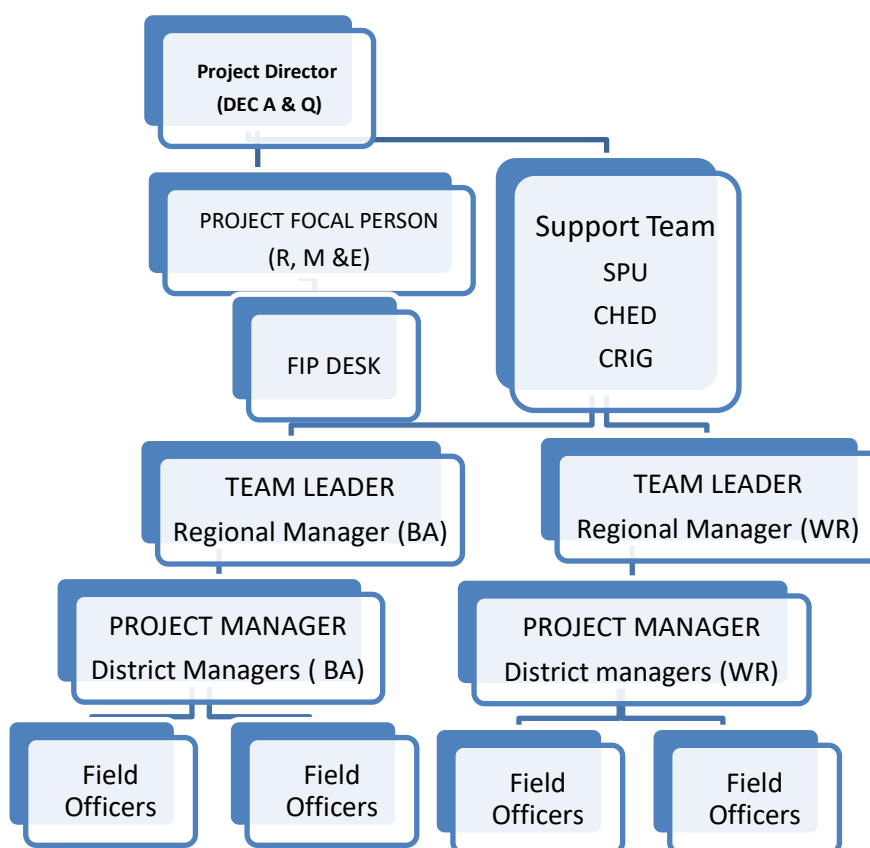 Project Director
(DEC A & Q)
PROJECT FOCAL PERSON
(R, M &E)
Support Team
SPU
CHED
CRIG
FIP DESK
TEAM LEADER
Regional Manager (BA)
TEAM LEADER
Regional Manager (WR)
PROJECT MANAGER
District Managers ( BA)
PROJECT MANAGER
District managers (WR)
Field
Officers
Field
Officers
Field
Officers
Field
Officers